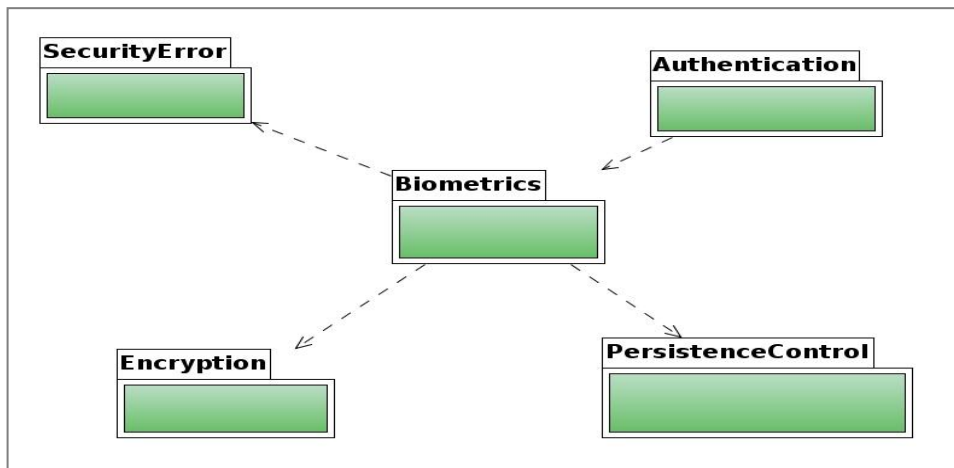 SecurityError
Authentication
Biometrics
Encryption
PersistenceControl